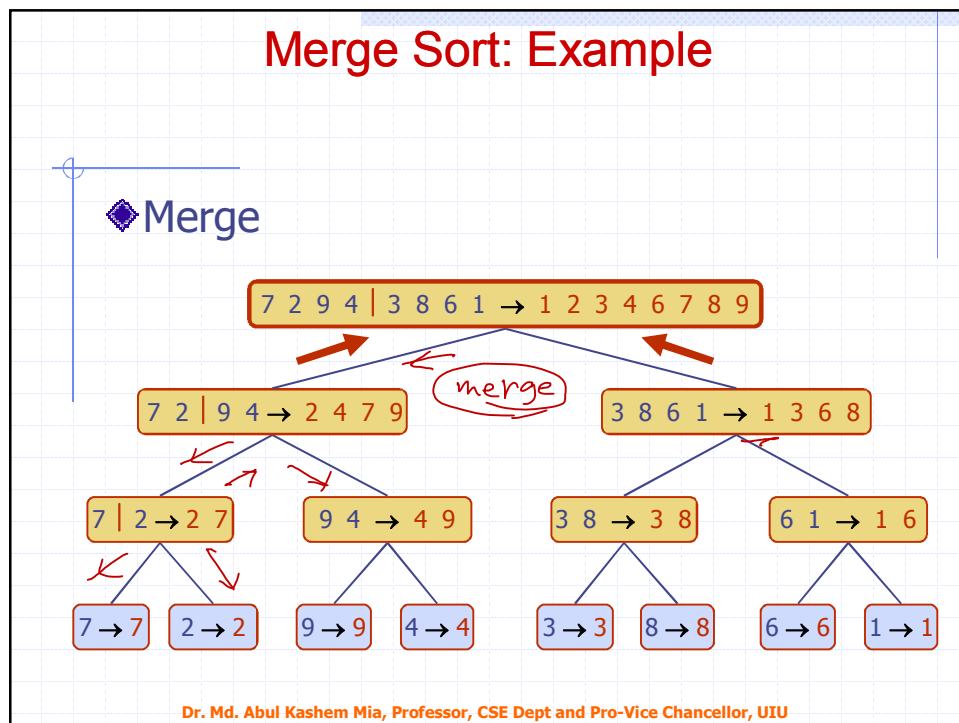 Merge Sort: Example
Merge
7 2 9 4 | 3 8 6 1 → 1 2 3 4 6 7 8 9
merge
7 2 | 9 4 → 2 4 7 9
3 8 6 1 → 1 3 6 8
7 | 2 → 2 7
9 4 → 4 9
3 8 → 3 8
6 1 → 1 6
7 → 7
2 → 2
9 → 9
4 → 4
3 → 3
8 → 8
6 → 6
1 → 1
Dr. Md. Abul Kashem Mia, Professor, CSE Dept and Pro-Vice Chancellor, UIU